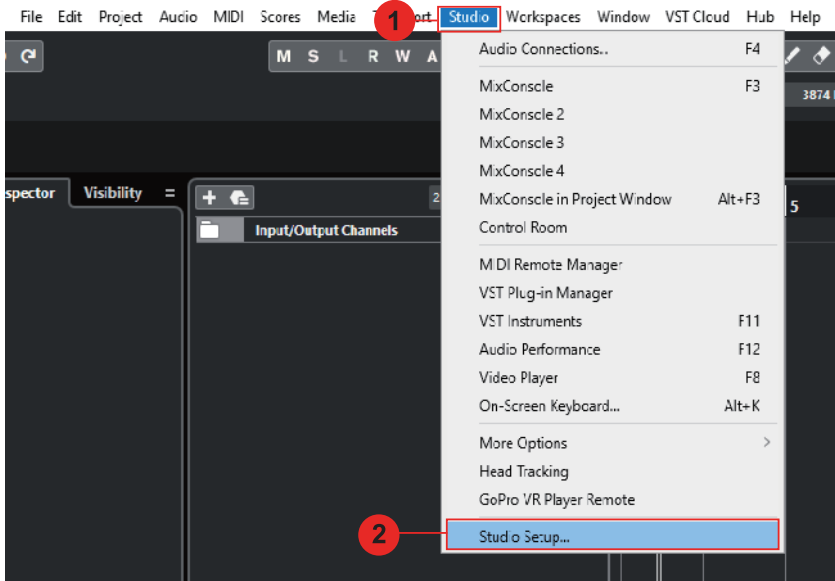 File Edit Project Audio MIDI Scores Media Studio Workspaces Window VST Cloud Hub Help
1
M S L R W A
3874
Inspector Visibility
2
5
Input/Output Channels
Audio Connections... F4
MixConsole F3
MixConsole 2
MixConsole 3
MixConsole 4
MixConsole in Project Window Alt+F3
Control Room
MIDI Remote Manager
VST Plug-in Manager
VST Instruments F11
Audio Performance F12
Video Player F8
On-Screen Keyboard... Alt+K
More Options
Head Tracking
GoPro VR Player Remote
2
Studio Setup...